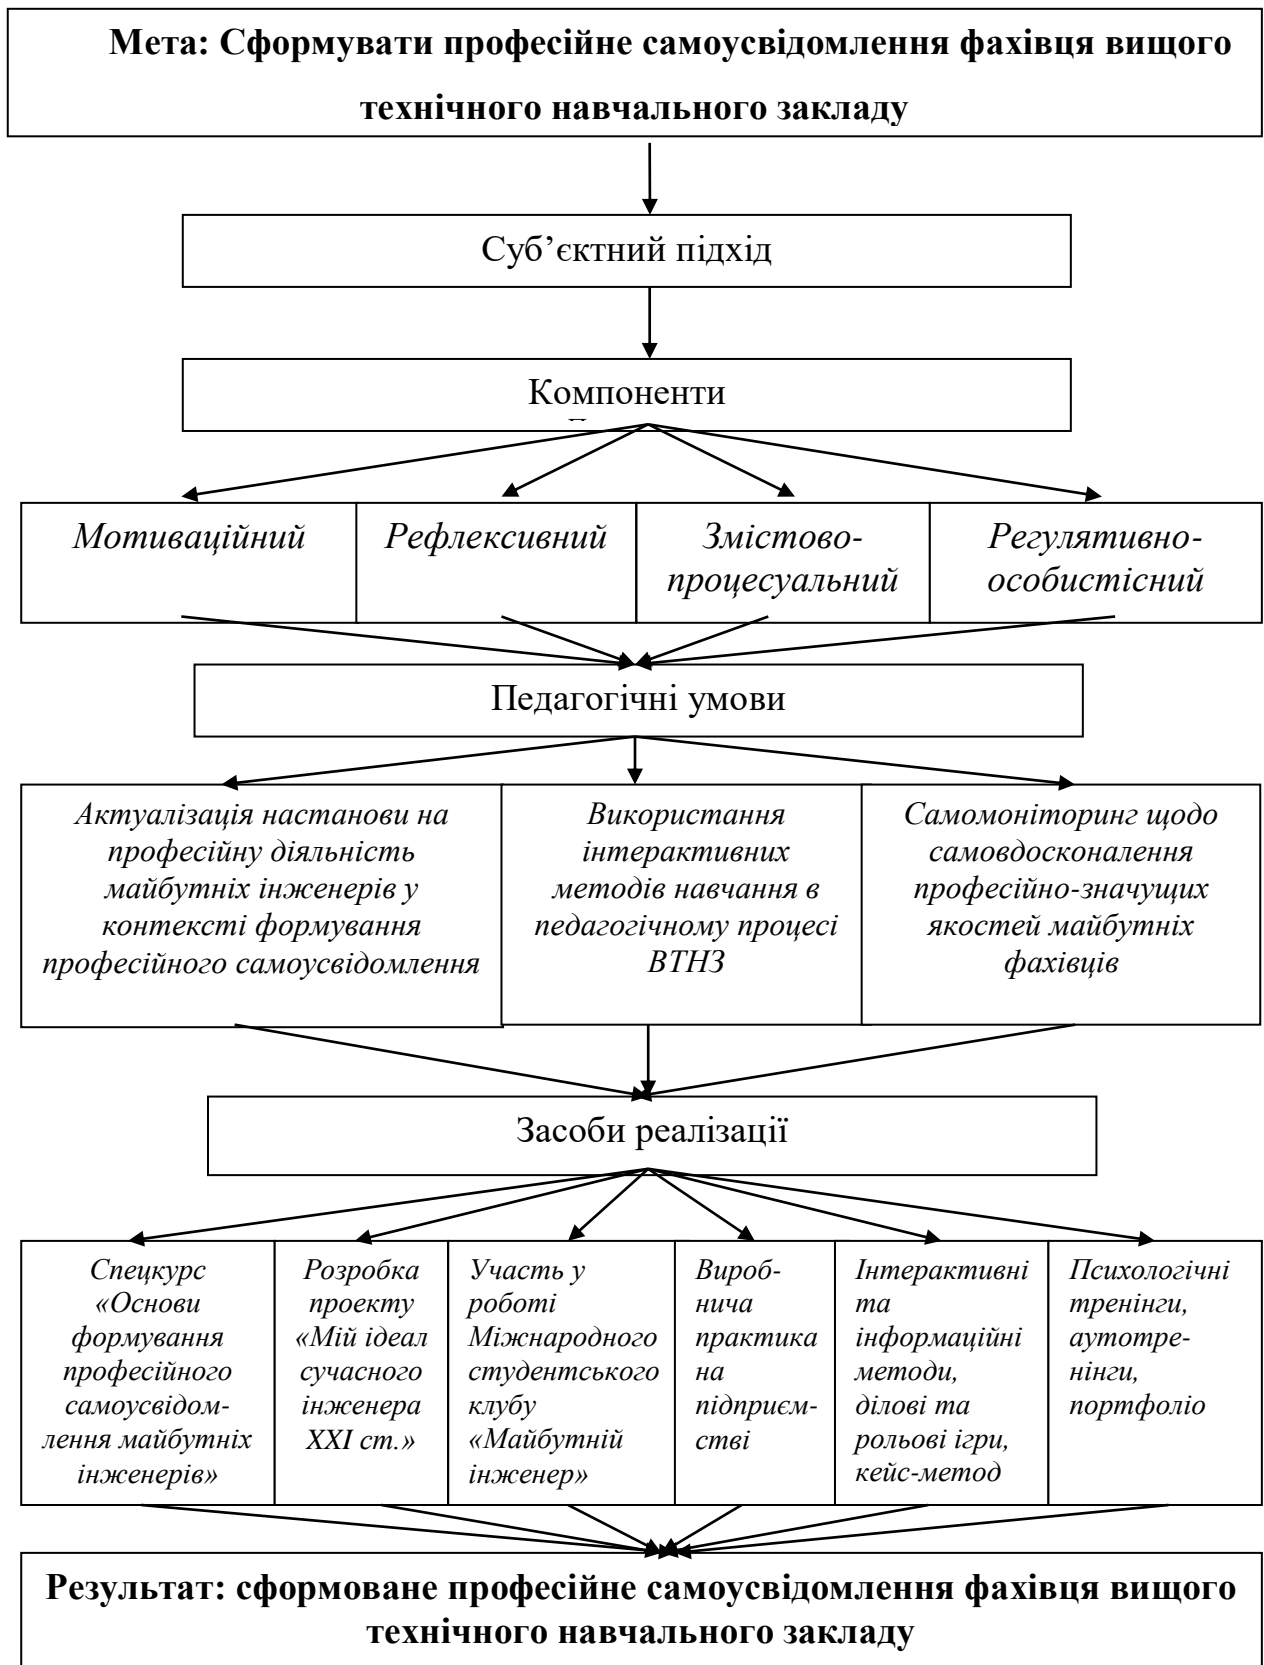 Мета: Сформувати професійне самоусвідомлення фахівця вищого
технічного навчального закладу
Суб’єктний підхід
Компоненти
Мотиваційний
Рефлексивний
Змістово-
процесуальний
Регулятивно-
особистісний
Педагогічні умови
Актуалізація настанови на
професійну діяльність
майбутніх інженерів у
контексті формування
професійного самоусвідомлення
Використання
інтерактивних
методів навчання в
педагогічному процесі
ВТНЗ
Самомоніторинг щодо
самовдосконалення
професійно-значущих
якостей майбутніх
фахівців
Засоби реалізації
Спецкурс
«Основи
формування
професійного
самоусвідом-
лення майбутніх
інженерів»
Розробка
проекту
«Мій ідеал
сучасного
інженера
XXI ст.»
Участь у
роботі
Міжнародного
студентського
клубу
«Майбутній
інженер»
Вироб-
нича
практика
на
підприєм-
стві
Інтерактивні
та
інформаційні
методи,
ділові та
рольові ігри,
кейс-метод
Психологічні
тренінги,
аутотре-
нінги,
портфоліо
Результат: сформоване професійне самоусвідомлення фахівця вищого
технічного навчального закладу